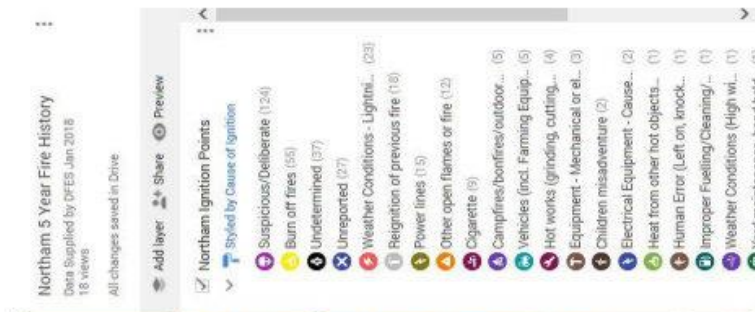 Northam 5 Year Fire History
Data Supplied by DFES Jan 2018
18 views
All changes saved in Drive
Add layer Share Preview
Northam Ignition Points
Styled by Cause of Ignition
Suspicious/Deliberate (124)
Burn off fires (55)
Undetermined (37)
Unreported (27)
Weather Conditions - Lightni... (23)
Reignition of previous fire (18)
Power lines (15)
Other open flames or fire (12)
Cigarette (9)
Campfires/bonfires/outdoor... (5)
Vehicles (incl. Farming Equip... (5)
Hot works (grinding, cutting,... (4)
Equipment - Mechanical or el... (3)
Children misadventure (2)
Electrical Equipment - Cause... (2)
Heat from other hot objects... (1)
Human Error (Left on, knock... (1)
Improper Fuelling/Cleaning/... (1)
Weather Conditions (High wi... (1)